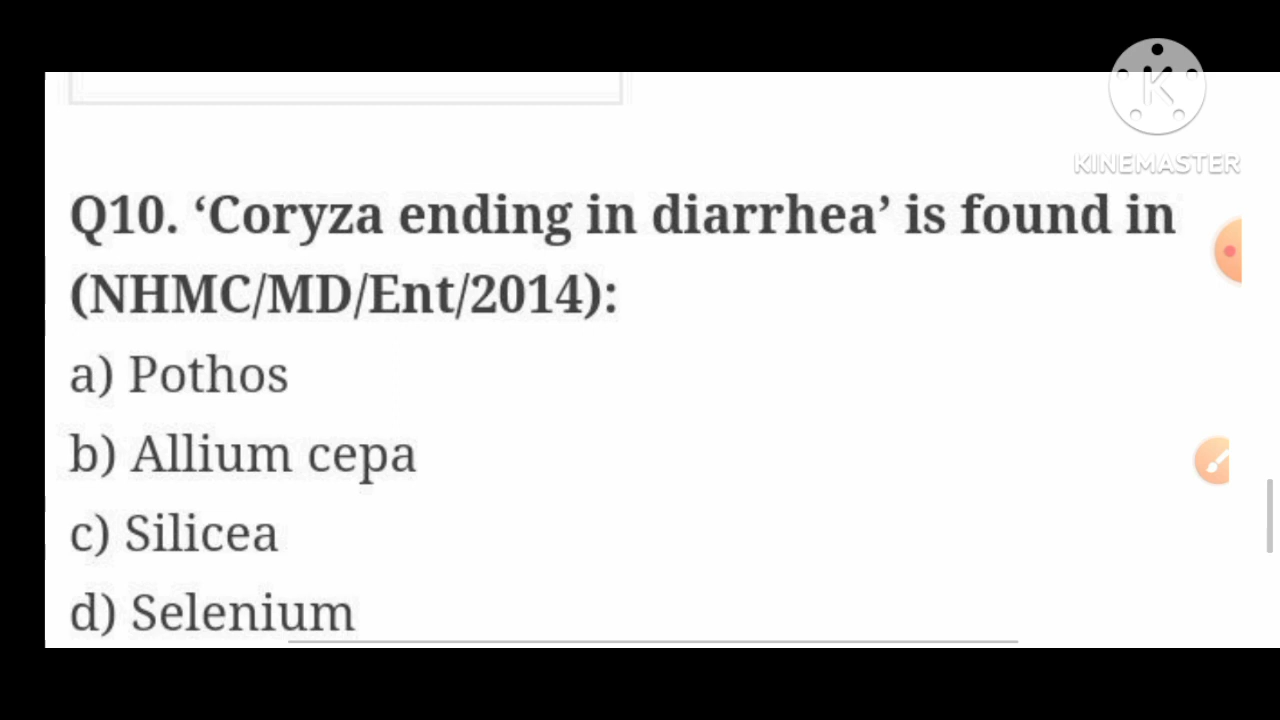 KINEMASTER
Q10. ‘Coryza ending in diarrhea’ is found in
(NHMC/MD/Ent/2014):
a) Pothos
b) Allium cepa
c) Silicea
d) Selenium